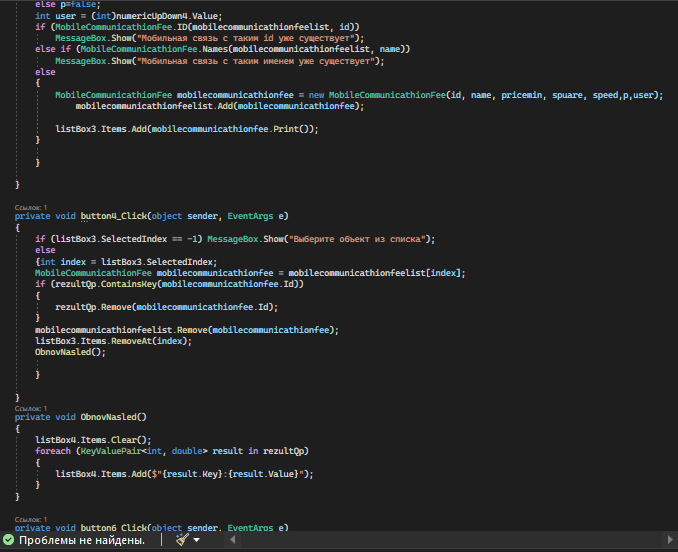 else p=false;
int user = (int)numericUpDown4.Value;
if (MobileCommunicathionFee.ID(mobilecommunicathionfeelist, id))
MessageBox.Show("Мобильная связь с таким id уже существует");
else if (MobileCommunicathionFee.Names(mobilecommunicathionfeelist, name))
MessageBox.Show("Мобильная связь с таким именем уже существует");
else
{
MobileCommunicathionFee mobilecommunicathionfee = new MobileCommunicathionFee(id, name, pricemin, spuare, speed,p,user);
mobilecommunicathionfeelist.Add(mobilecommunicathionfee);
listBox3.Items.Add(mobilecommunicathionfee.Print());
}
}
}
Ссылок: 1
private void button4_Click(object sender, EventArgs e)
{
if (listBox3.SelectedIndex == -1) MessageBox.Show("Выберите объект из списка");
else
{int index = listBox3.SelectedIndex;
MobileCommunicathionFee mobilecommunicathionfee = mobilecommunicathionfeelist[index];
if (rezultQp.ContainsKey(mobilecommunicathionfee.Id))
{
rezultQp.Remove(mobilecommunicathionfee.Id);
}
mobilecommunicathionfeelist.Remove(mobilecommunicathionfee);
listBox3.Items.RemoveAt(index);
ObnovNasled();
}
}
Ссылок: 1
private void ObnovNasled()
{
listBox4.Items.Clear();
foreach (KeyValuePair<int, double> result in rezultQp)
{
listBox4.Items.Add($"{result.Key}:{result.Value}");
}
}
Ссылок: 1
private void button6_Click(object sender, EventArgs e)
Проблемы не найдены.